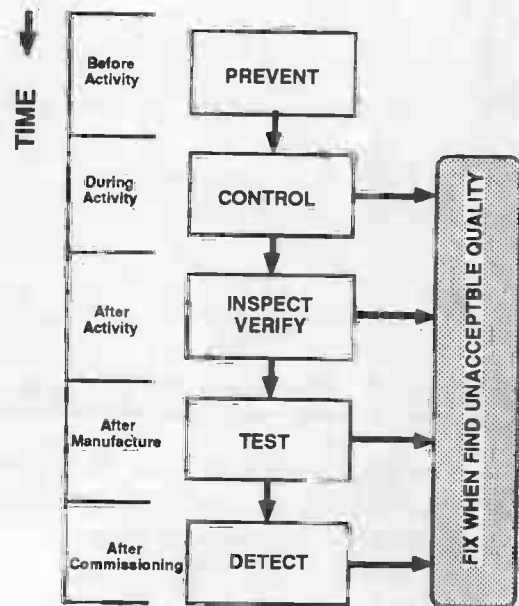 TIME
Before
Activity
PREVENT
During
Activity
CONTROL
After
Activity
INSPECT
VERIFY
After
Manufacture
TEST
After
Commissioning
DETECT
FIX WHEN FIND UNACCEPTIBLE QUALITY